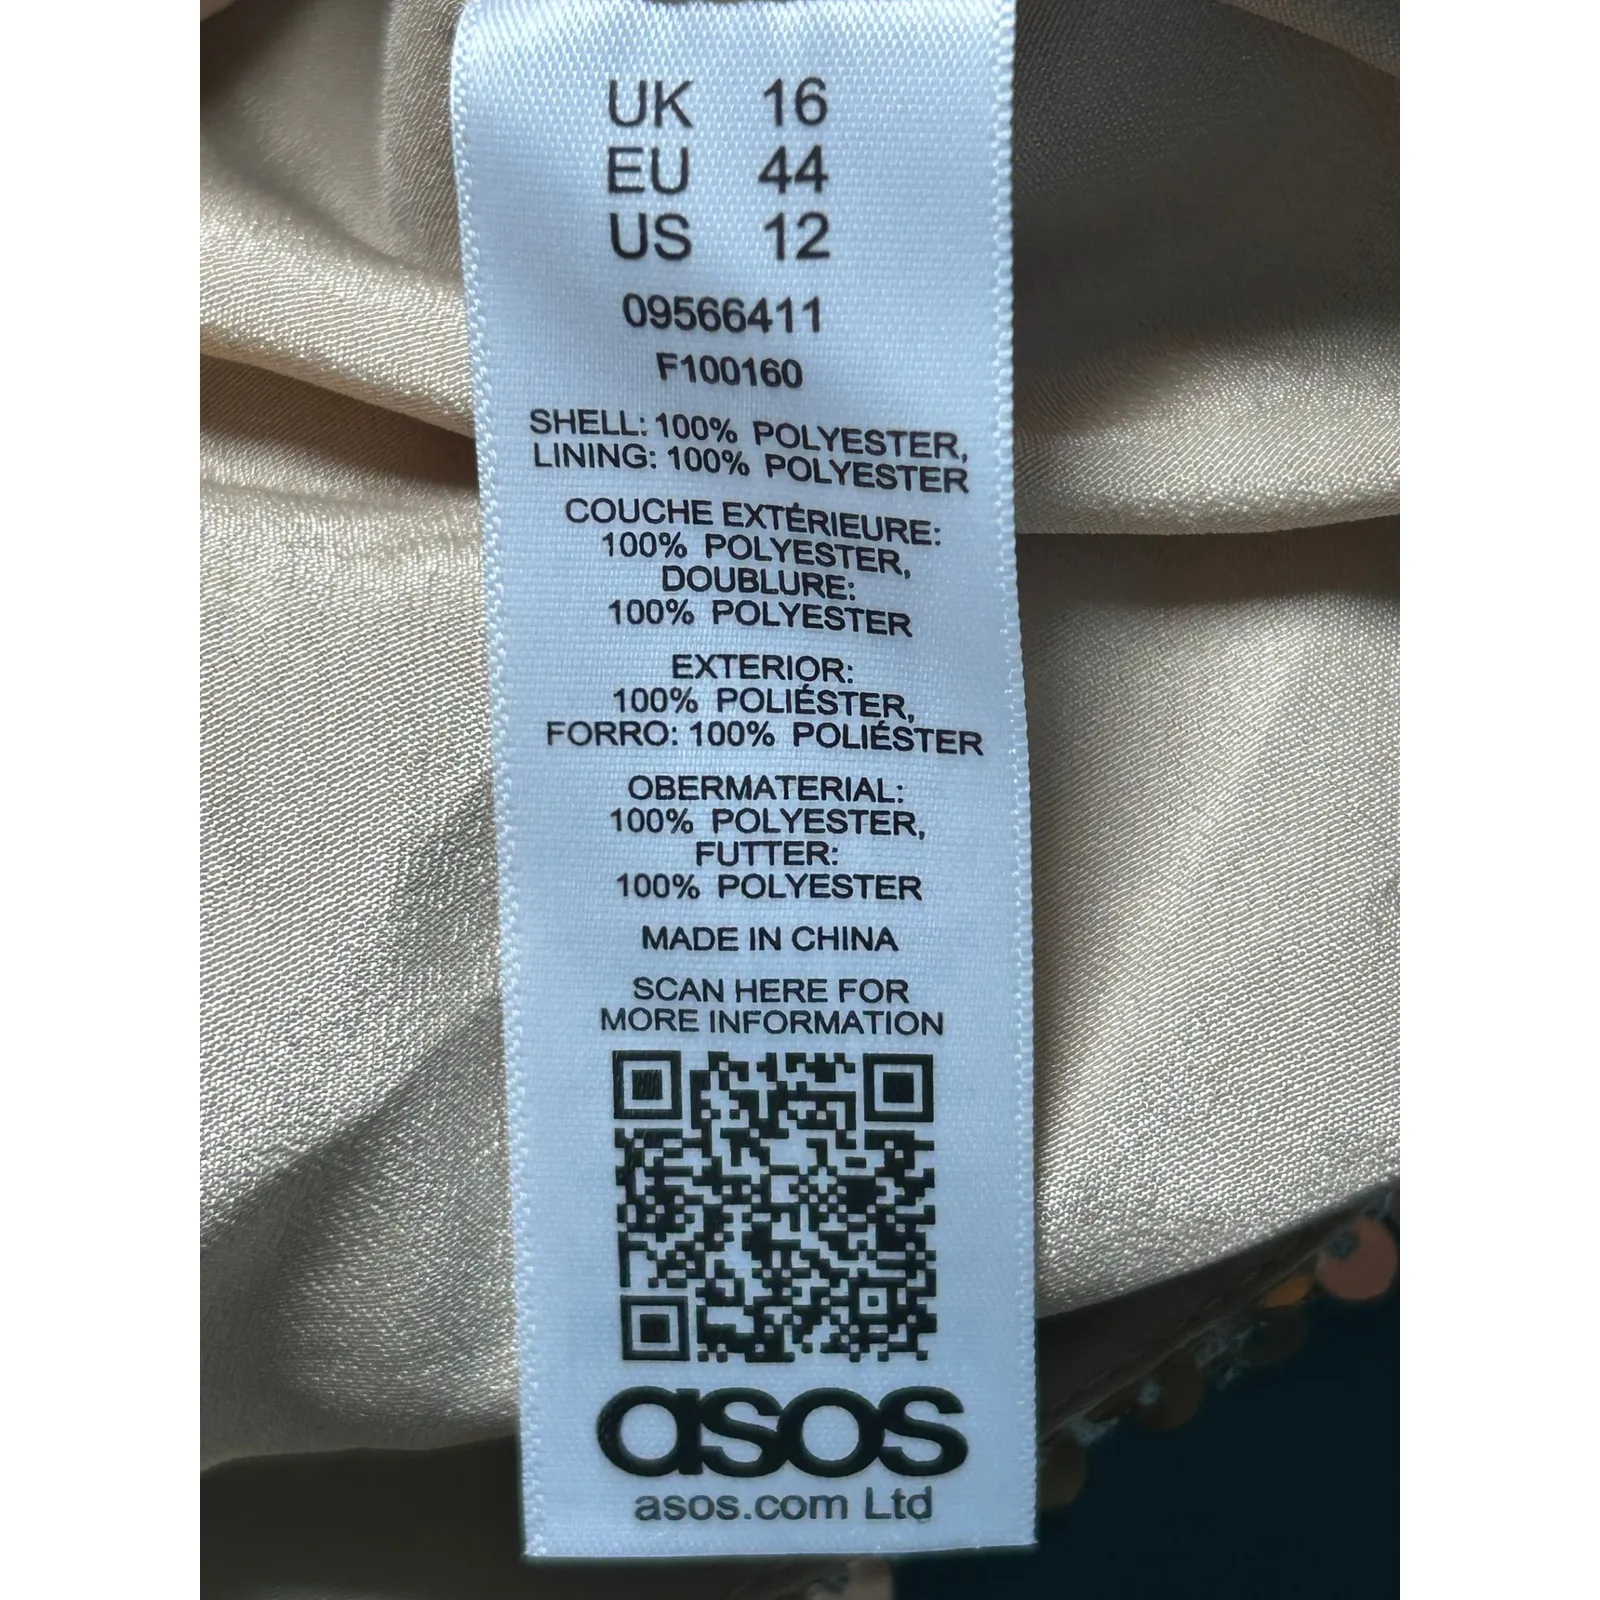 UK 16
EU 44
US 12
09566411
F100160
SHELL: 100% POLYESTER,
LINING: 100% POLYESTER
COUCHE EXTÉRIEURE:
100% POLYESTER,
DOUBLURE:
100% POLYESTER
EXTERIOR:
100% POLIÉSTER,
FORRO: 100% POLIÉSTER
OBERMATERIAL:
100% POLYESTER,
FUTTER:
100% POLYESTER
MADE IN CHINA
SCAN HERE FOR
MORE INFORMATION
asos
asos.com Ltd